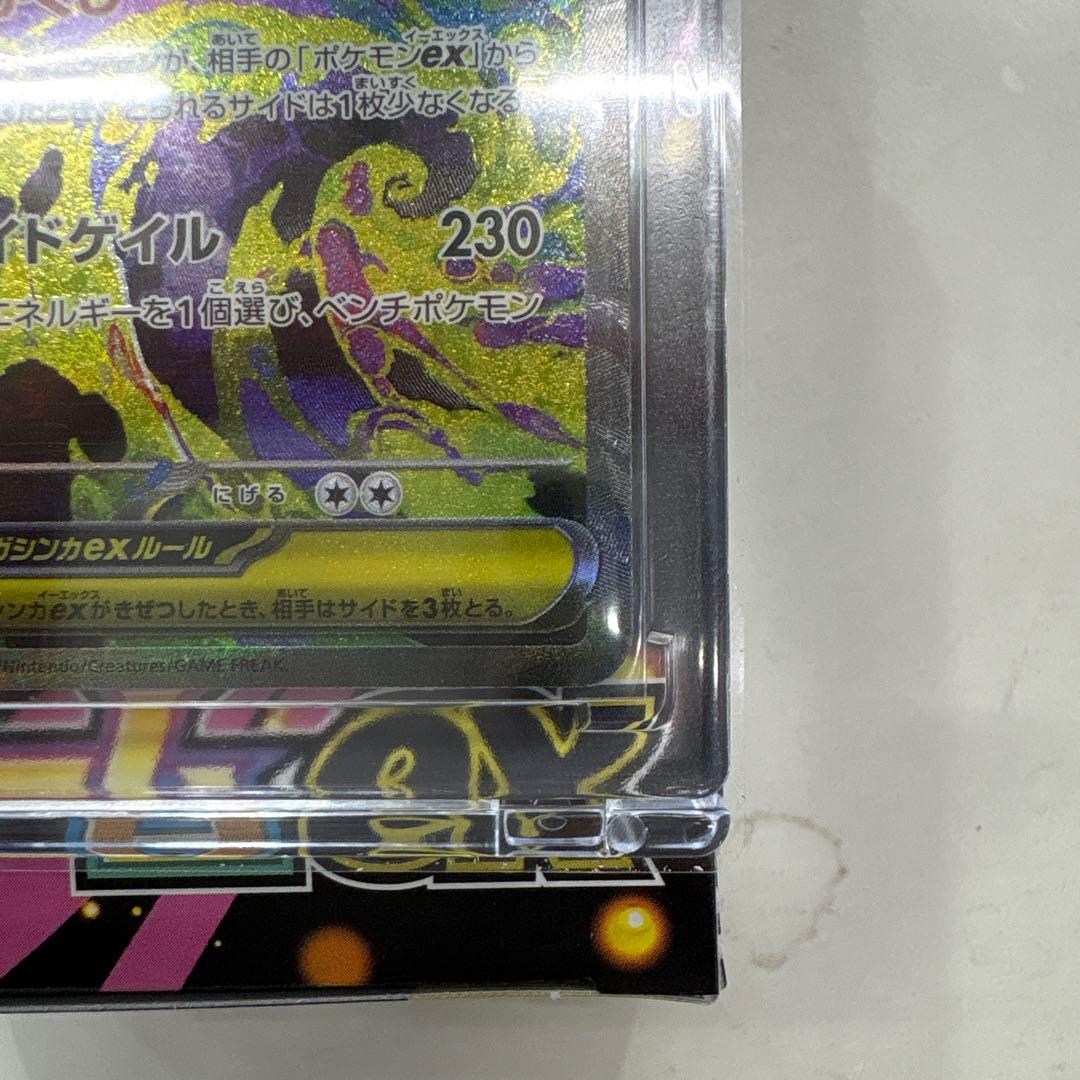 が、相手の「ポケモンex」から
られるサイドは1枚少なくなる
イドゲイル 230
エネルギーを1個選び、ベンチポケモン
にげる
ガシンカexルール
シンカexがきぜつしたとき、相手はサイドを3枚とる。
Nintendo/Creatures/GAME FREAK.
ex